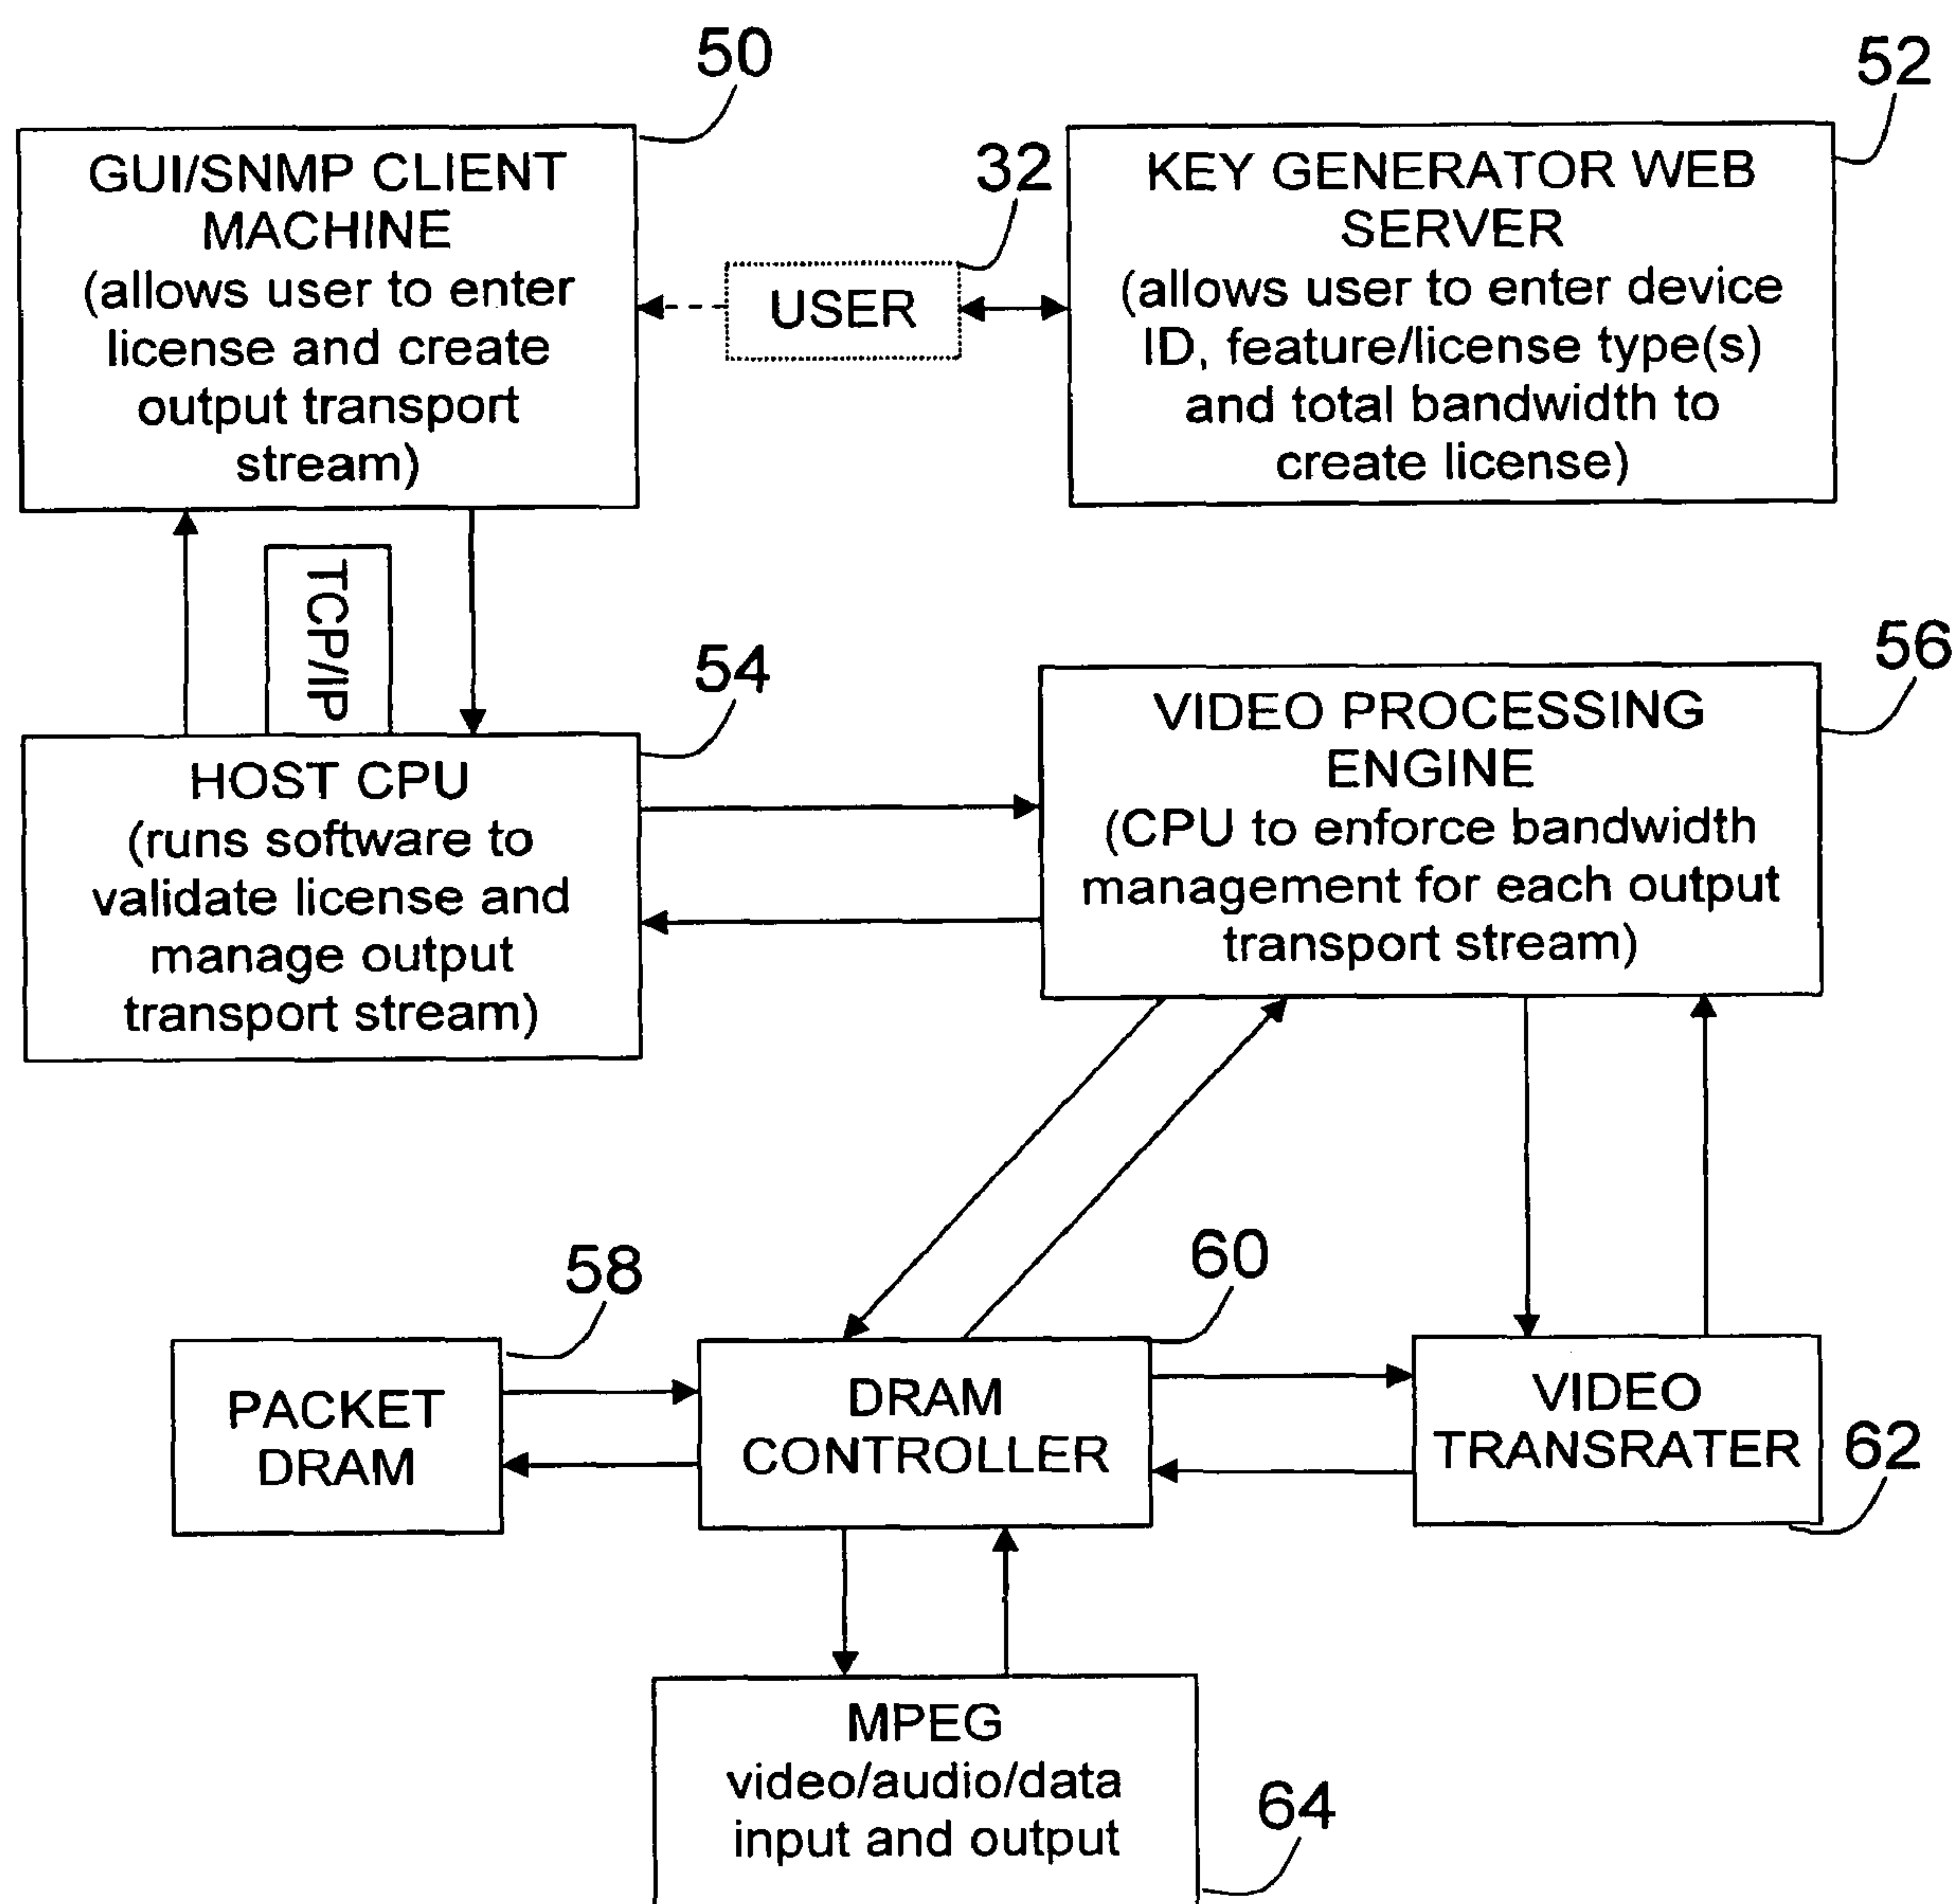 50
52
32
GUI/SNMP CLIENT
MACHINE
(allows user to enter
license and create
output transport
stream)
USER
KEY GENERATOR WEB
SERVER
(allows user to enter device
ID, feature/license type(s)
and total bandwidth to
create license)
TCP/IP
54
56
HOST CPU
(runs software to
validate license and
manage output
transport stream)
VIDEO PROCESSING
ENGINE
(CPU to enforce bandwidth
management for each output
transport stream)
58
60
PACKET
DRAM
DRAM
CONTROLLER
VIDEO
TRANSRATER
62
MPEG
video/audio/data
input and output
64